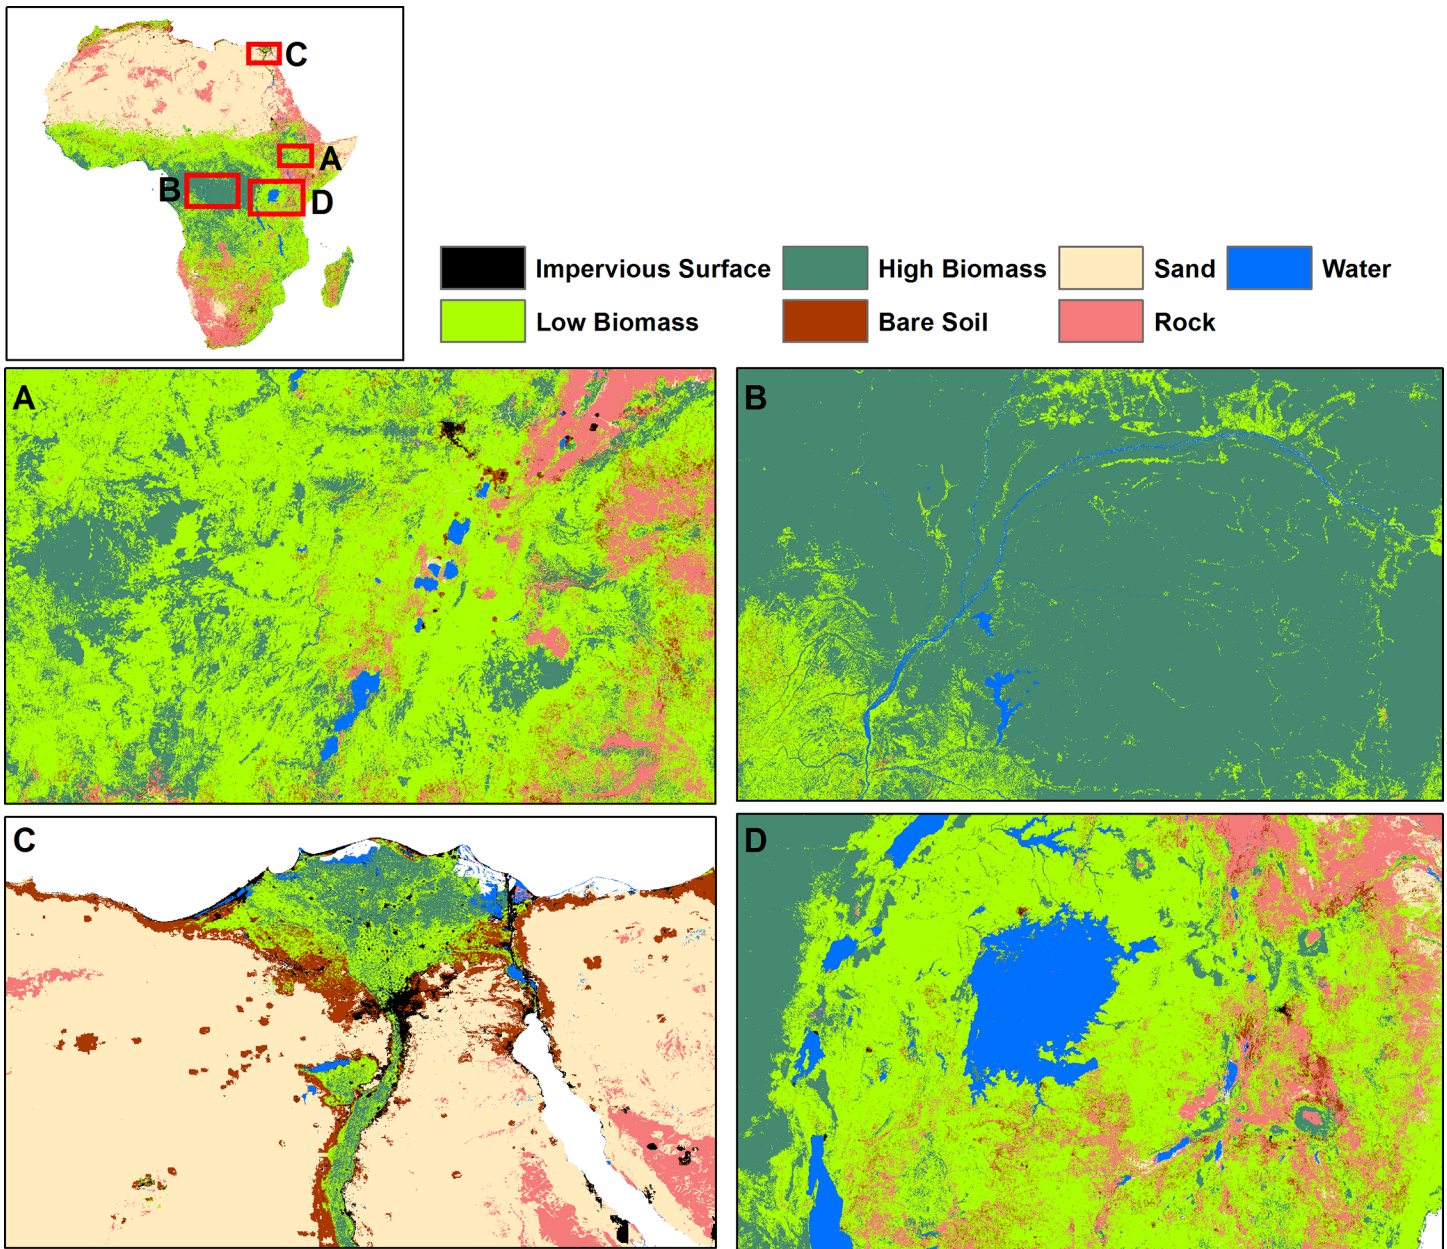 C
A
B
D
Impervious Surface
High Biomass
Sand
Water
Low Biomass
Bare Soil
Rock
A
B
C
D